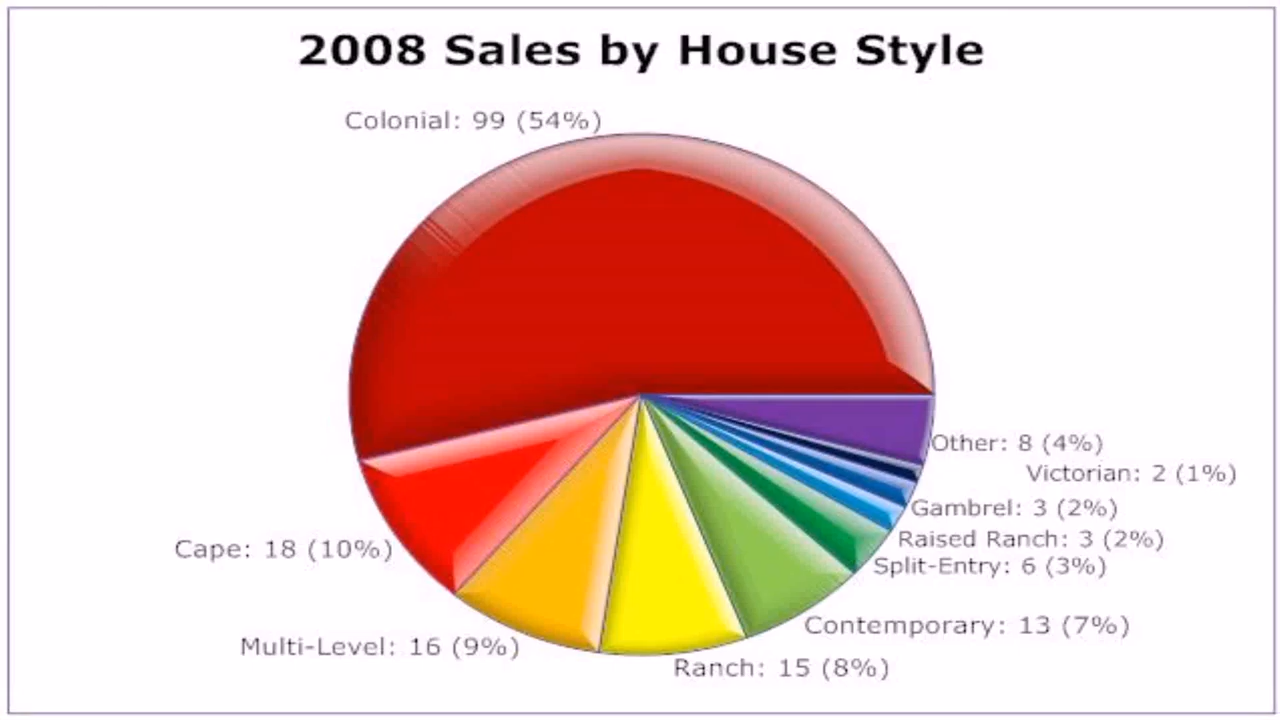 2008 Sales by House Style
Colonial: 99 (54%)
Other: 8 (4%)
Victorian: 2 (1%)
Gambrel: 3 (2%)
Raised Ranch: 3 (2%)
Split-Entry: 6 (3%)
Cape: 18 (10%)
Contemporary: 13 (7%)
Multi-Level: 16 (9%)
Ranch: 15 (8%)